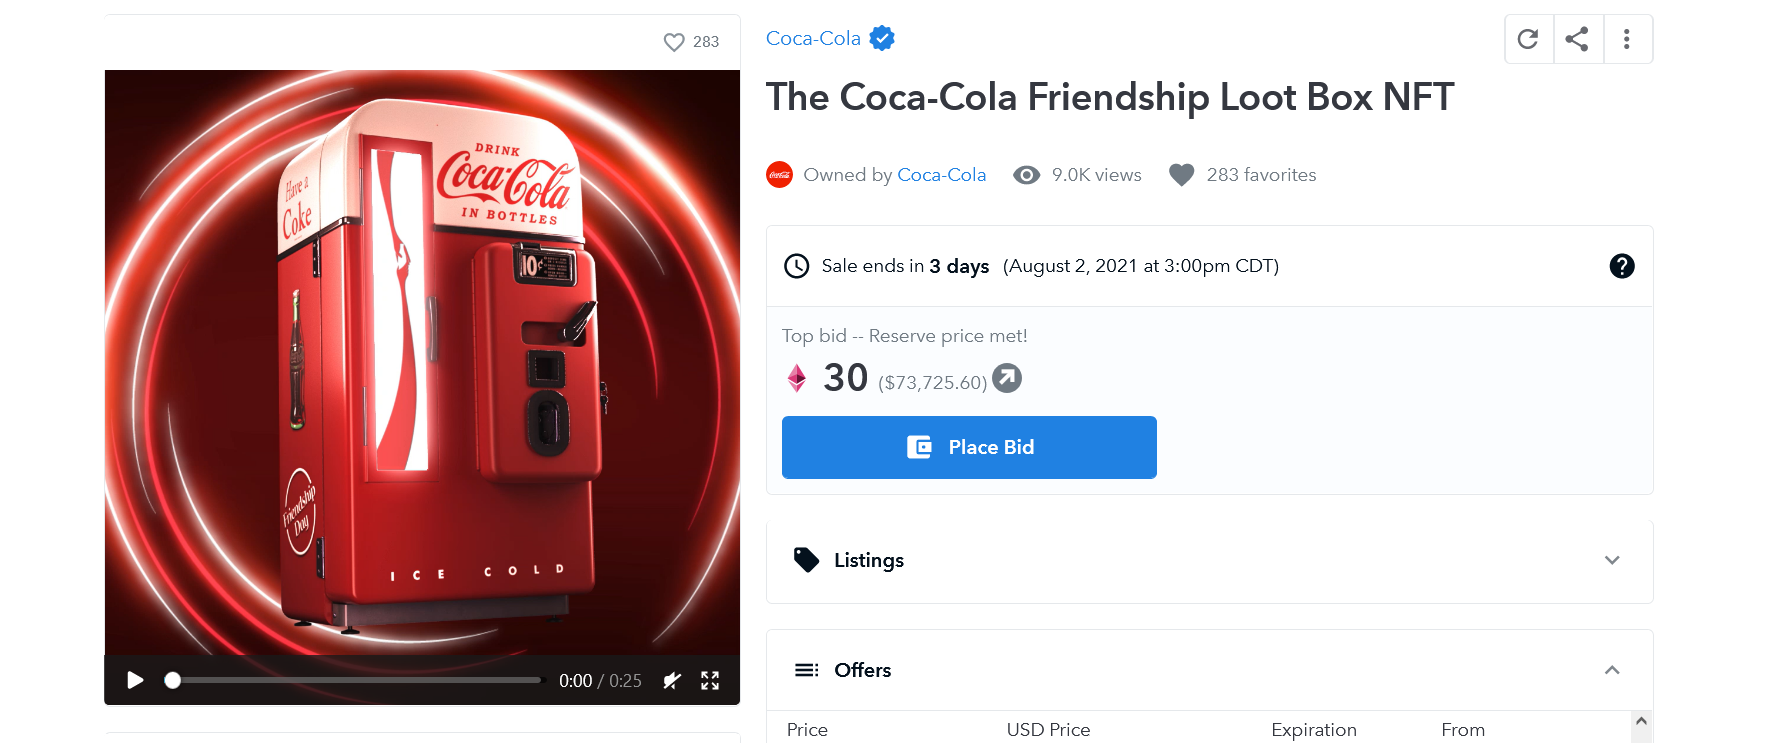 283
DRINK
Coca-Cola
IN BOTTLES
Have a
Coke
10¢
Friendship
Day
ICE COLD
0:00 / 0:25
Coca-Cola
The Coca-Cola Friendship Loot Box NFT
Owned by Coca-Cola 9.0K views 283 favorites
Sale ends in 3 days (August 2, 2021 at 3:00pm CDT)
Top bid -- Reserve price met!
30 ($73,725.60)
Place Bid
Listings
Offers
Price USD Price Expiration From